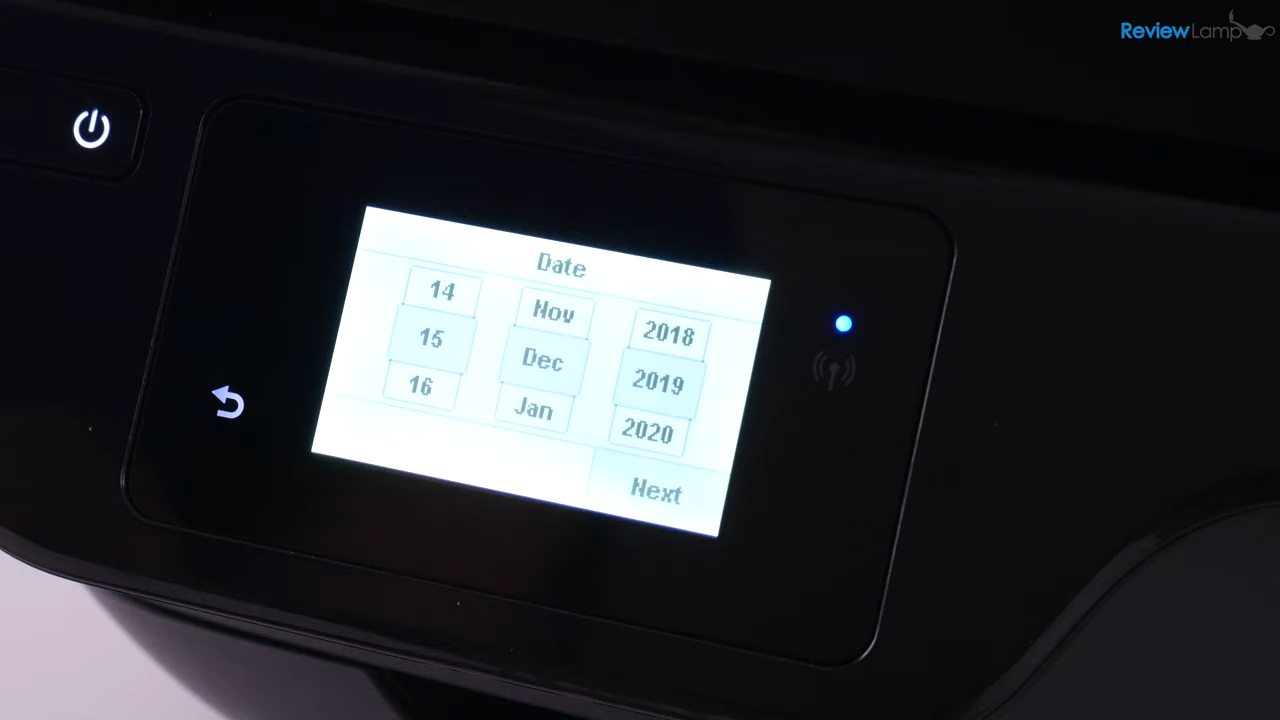 ReviewLamp
Date
14 Nov 2018
15 Dec 2019
16 Jan 2020
Next